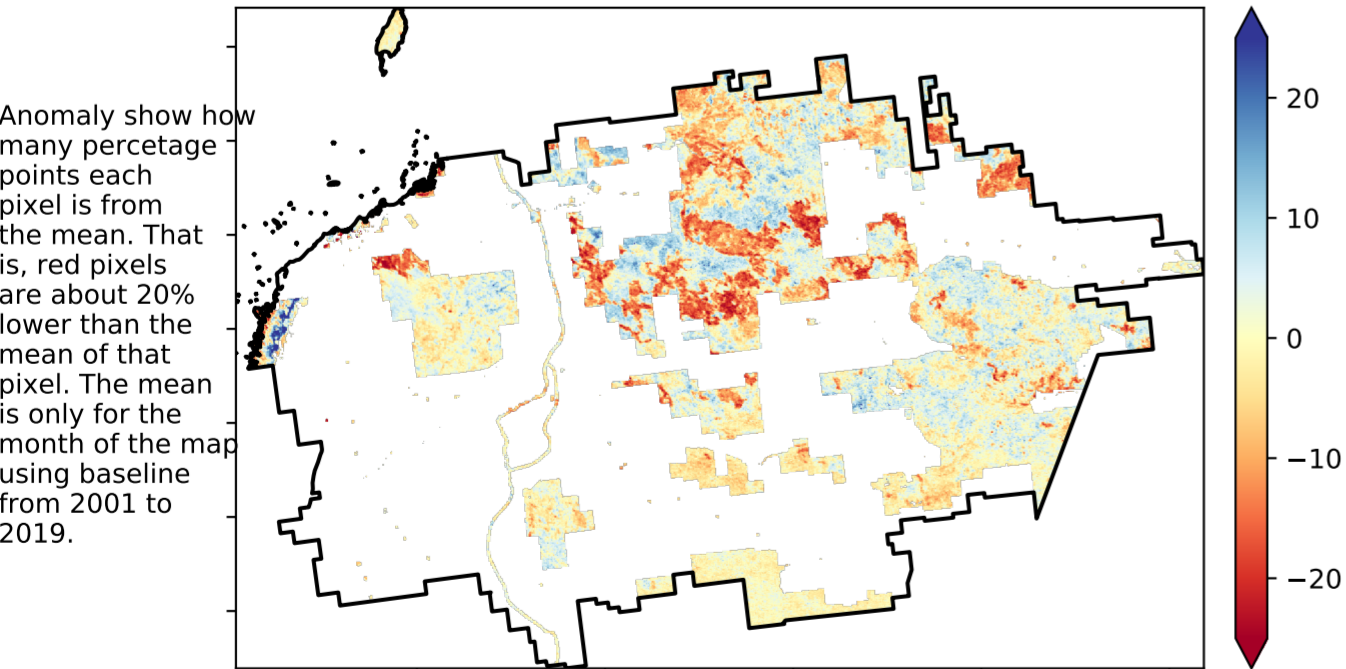 Anomaly show how
many percetage
points each
pixel is from
the mean. That
is, red pixels
are about 20%
lower than the
mean of that
pixel. The mean
is only for the
month of the map
using baseline
from 2001 to
2019.
20
10
0
−10
−20